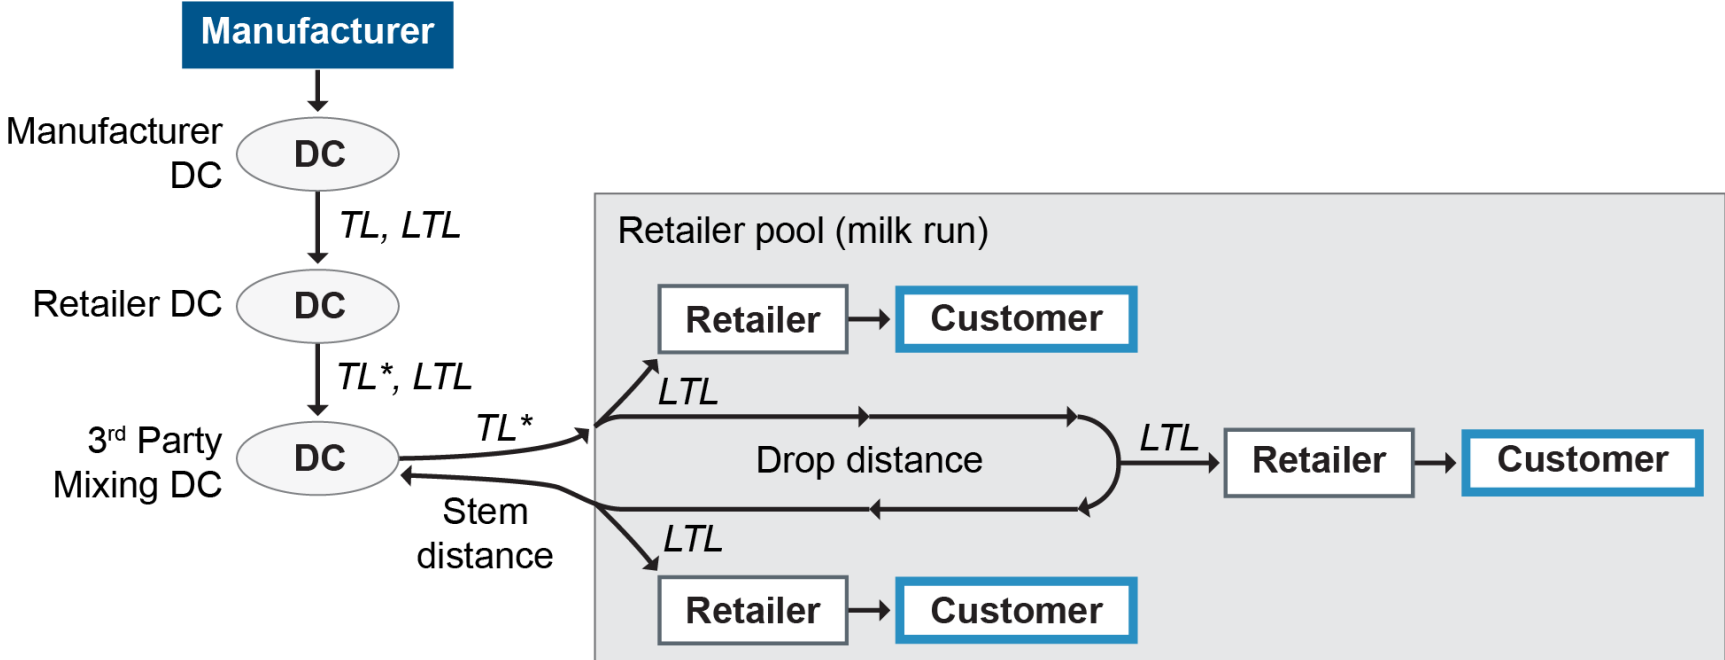 Manufacturer
Manufacturer
DC
DC
TL, LTL
Retailer DC
DC
TL*, LTL
3rd Party
Mixing DC
DC
TL*
Stem
distance
Retailer pool (milk run)
Retailer
Customer
LTL
Drop distance
LTL
Retailer
Customer
LTL
Retailer
Customer